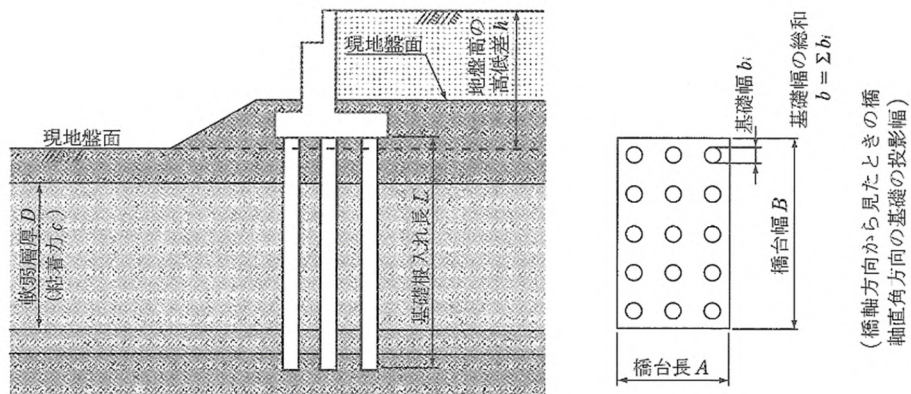 現地盤面
現地盤面
地盤高の
高低差 h
軟弱層厚 D
(粘着力 c)
基礎根入れ長 L
基礎幅 bᵢ
基礎幅の総和
b = Σ bᵢ
橋台幅 B
橋台長 A
(橋軸方向から見たときの橋
軸直角方向の基礎の投影幅)